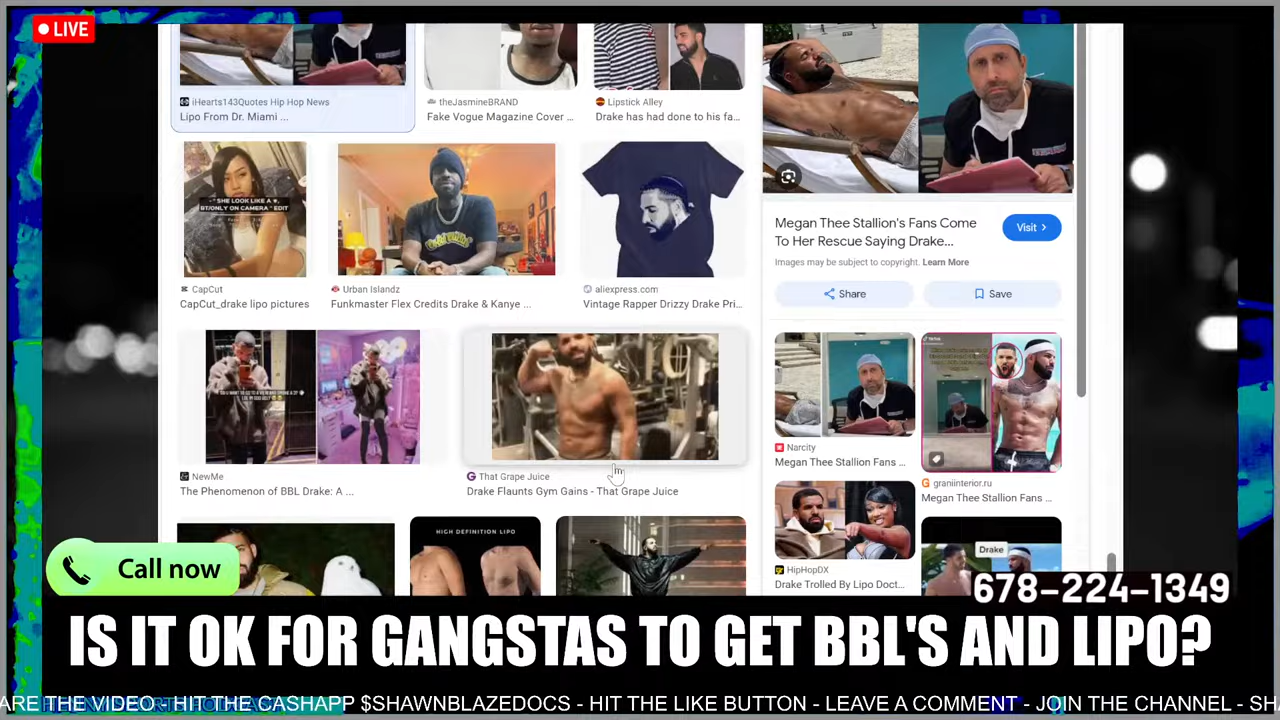 LIVE
iHearts143Quotes Hip Hop News
Lipo From Dr. Miami ...
theJasmineBRAND
Fake Vogue Magazine Cover ...
Lipstick Alley
Drake has had done to his fa...
CapCut
CapCut_drake lipo pictures
Urban Islandz
Funkmaster Flex Credits Drake & Kanye ...
aliexpress.com
Vintage Rapper Drizzy Drake Pri...
NewMe
The Phenomenon of BBL Drake: A ...
That Grape Juice
Drake Flaunts Gym Gains - That Grape Juice
HIGH DEFINITION LIPO
Megan Thee Stallion's Fans Come
To Her Rescue Saying Drake...
Visit
Images may be subject to copyright. Learn More
Share
Save
Narcity
Megan Thee Stallion Fans ...
graniinterior.ru
Megan Thee Stallion Fans ...
HipHopDX
Drake Trolled By Lipo Doct...
Drake
Call now
678-224-1349
IS IT OK FOR GANGSTAS TO GET BBL'S AND LIPO?
ARE THE VIDEO - HIT THE CASHAPP $SHAWNBLAZEDOCS - HIT THE LIKE BUTTON - LEAVE A COMMENT - JOIN THE CHANNEL - SHA